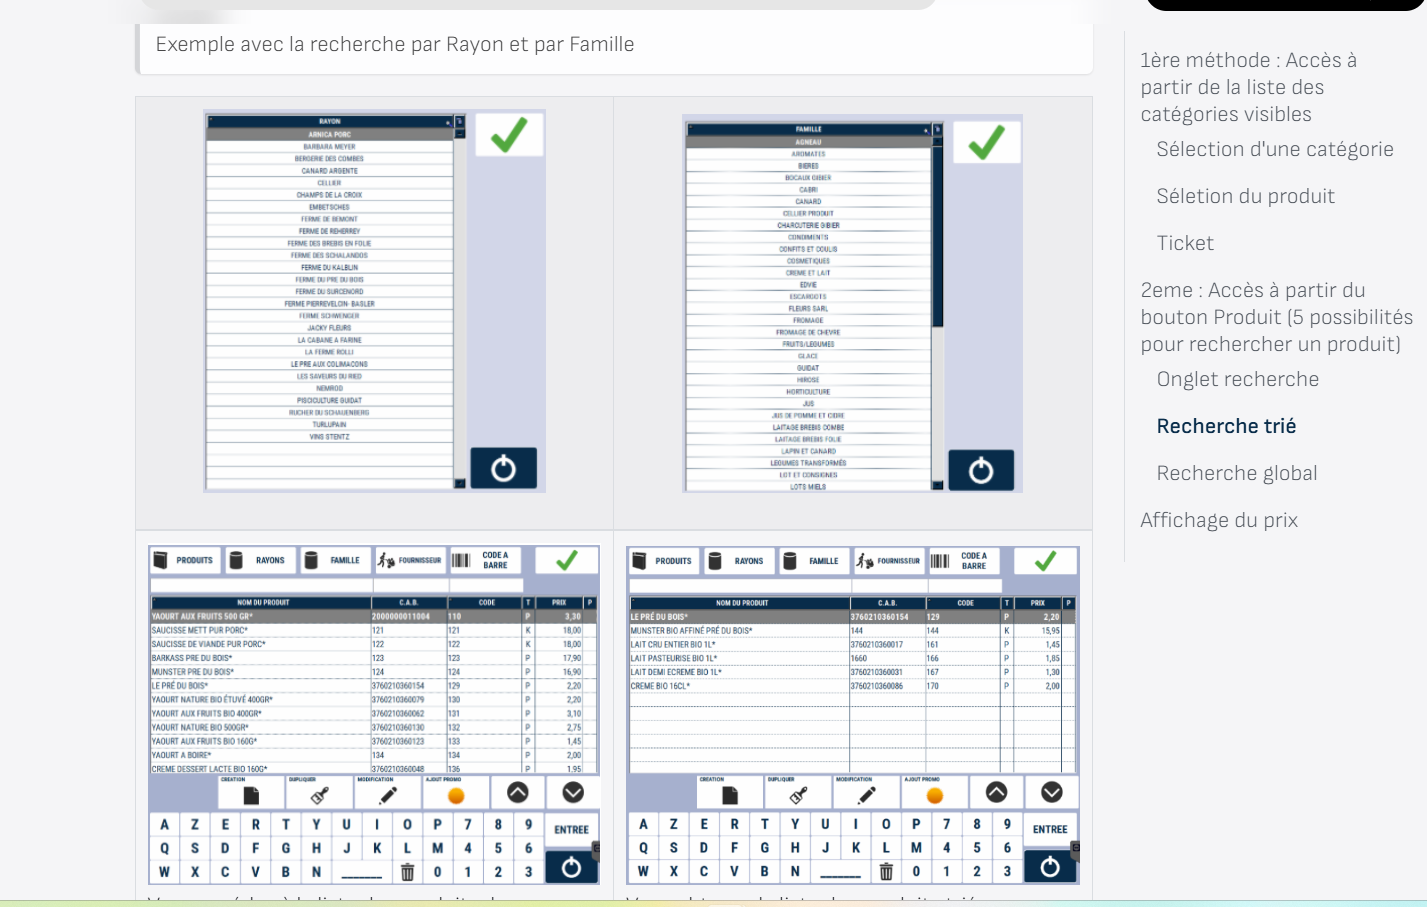 Exemple avec la recherche par Rayon et par Famille
RAYON
ARNICA PORC
BARBARA MEYER
BERGERIE DES COMBES
CANARD ARGENTE
CELLIER
CHAMPS DE LA CROIX
EMBETSCHES
FERME DE BEMONT
FERME DE REHERREY
FERME DES BREBIS EN FOLIE
FERME DES SCHALANDOS
FERME DU KALBLIN
FERME DU PRE DU BOIS
FERME DU SURCENORD
FERME PIERREVELCIN- BASLER
FERME SCHWENGER
JACKY FLEURS
LA CABANE A FARINE
LA FERME ROLLI
LE PRE AUX COLIMACONS
LES SAVEURS DU RIED
NEMROD
PISCICULTURE GUIDAT
RUCHER DU SCHAUENBERG
TURLUPAIN
VINS STENTZ
FAMILLE
AGNEAU
AROMATES
BIERES
BOCAUX GIBIER
CABRI
CANARD
CELLIER PRODUIT
CHARCUTERIE GIBIER
CONDIMENTS
CONFITS ET COULIS
COSMETIQUES
CREME ET LAIT
EDVIE
ESCARGOTS
FLEURS SARL
FROMAGE
FROMAGE DE CHEVRE
FRUITS/LEGUMES
GLACE
GUIDAT
HIROSE
HORTICULTURE
JUS
JUS DE POMME ET CIDRE
LAITAGE BREBIS COMBE
LAITAGE BREBIS FOLIE
LAPIN ET CANARD
LEGUMES TRANSFORMÉS
LOT ET CONSIGNES
LOTS MIELS
PRODUITS RAYONS FAMILLE FOURNISSEUR CODE A BARRE
NOM DU PRODUIT C.A.B. CODE T PRIX P
YAOURT AUX FRUITS 500 GR* 2000000011004 110 P 3,30
SAUCISSE METT PUR PORC* 121 121 K 18,00
SAUCISSE DE VIANDE PUR PORC* 122 122 K 18,00
BARKASS PRE DU BOIS* 123 123 P 17,90
MUNSTER PRE DU BOIS* 124 124 P 16,90
LE PRÉ DU BOIS* 3760210360154 129 P 2,20
YAOURT NATURE BIO ÉTUVÉ 400GR* 3760210360079 130 P 2,20
YAOURT AUX FRUITS BIO 400GR* 3760210360062 131 P 3,10
YAOURT NATURE BIO 500GR* 3760210360130 132 P 2,75
YAOURT AUX FRUITS BIO 160G* 3760210360123 133 P 1,45
YAOURT A BOIRE* 134 134 P 2,00
CREME DESSERT LACTE BIO 160G* 3760210360048 136 P 1,95
CREATION DUPLIQUER MODIFICATION AJOUT PROMO
A Z E R T Y U I O P 7 8 9 ENTREE
Q S D F G H J K L M 4 5 6
W X C V B N _______ 0 1 2 3
PRODUITS RAYONS FAMILLE FOURNISSEUR CODE A BARRE
NOM DU PRODUIT C.A.B. CODE T PRIX P
LE PRÉ DU BOIS* 3760210360154 129 P 2,20
MUNSTER BIO AFFINÉ PRÉ DU BOIS* 144 144 K 15,95
LAIT CRU ENTIER BIO 1L* 3760210360017 161 P 1,45
LAIT PASTEURISE BIO 1L* 1660 166 P 1,85
LAIT DEMI ECREME BIO 1L* 3760210360031 167 P 1,30
CREME BIO 16CL* 3760210360086 170 P 2,00
CREATION DUPLIQUER MODIFICATION AJOUT PROMO
A Z E R T Y U I O P 7 8 9 ENTREE
Q S D F G H J K L M 4 5 6
W X C V B N _______ 0 1 2 3
1ère méthode : Accès à
partir de la liste des
catégories visibles
Sélection d'une catégorie
Séletion du produit
Ticket
2eme : Accès à partir du
bouton Produit (5 possibilités
pour rechercher un produit)
Onglet recherche
Recherche trié
Recherche global
Affichage du prix